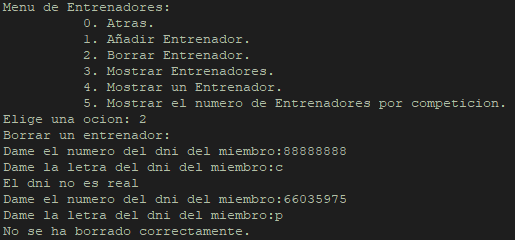 Menu de Entrenadores:
0. Atras.
1. Añadir Entrenador.
2. Borrar Entrenador.
3. Mostrar Entrenadores.
4. Mostrar un Entrenador.
5. Mostrar el numero de Entrenadores por competicion.
Elige una ocion: 2
Borrar un entrenador:
Dame el numero del dni del miembro:88888888
Dame la letra del dni del miembro:c
El dni no es real
Dame el numero del dni del miembro:66035975
Dame la letra del dni del miembro:p
No se ha borrado correctamente.